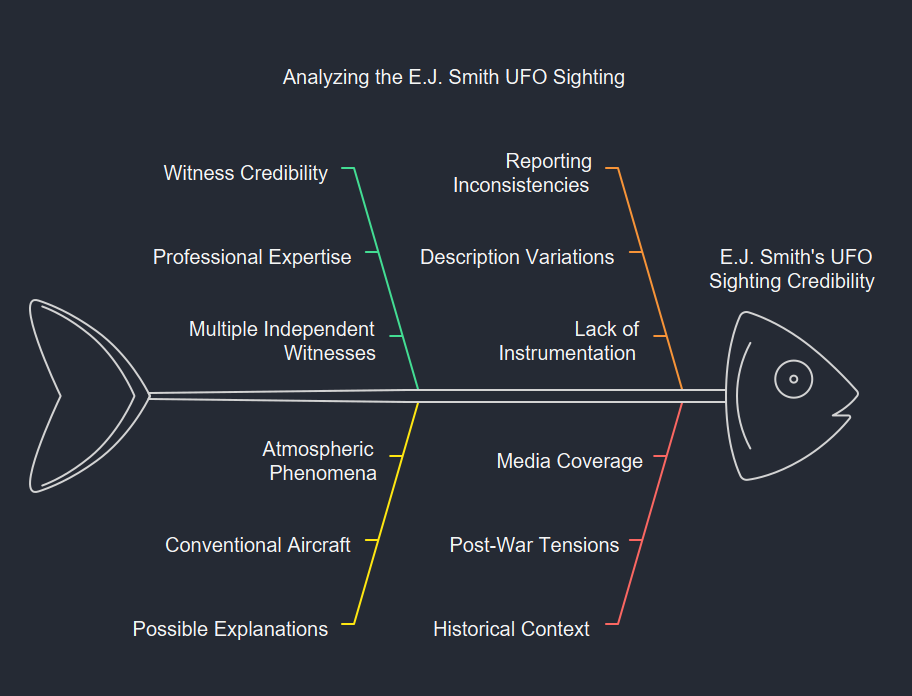 Analyzing the E.J. Smith UFO Sighting
Witness Credibility
Professional Expertise
Multiple Independent
Witnesses
Reporting
Inconsistencies
Description Variations
Lack of
Instrumentation
E.J. Smith's UFO
Sighting Credibility
Atmospheric
Phenomena
Conventional Aircraft
Possible Explanations
Media Coverage
Post-War Tensions
Historical Context